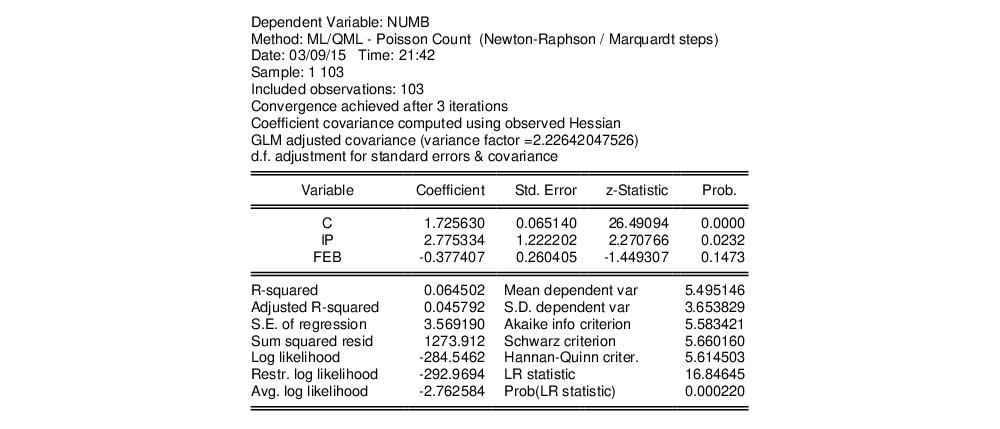 Dependent Variable: NUMB
Method: ML/QML - Poisson Count (Newton-Raphson / Marquardt steps)
Date: 03/09/15 Time: 21:42
Sample: 1 103
Included observations: 103
Convergence achieved after 3 iterations
Coefficient covariance computed using observed Hessian
GLM adjusted covariance (variance factor =2.22642047526)
d.f. adjustment for standard errors & covariance
Variable Coefficient Std. Error z-Statistic Prob.
C 1.725630 0.065140 26.49094 0.0000
IP 2.775334 1.222202 2.270766 0.0232
FEB -0.377407 0.260405 -1.449307 0.1473
R-squared 0.064502 Mean dependent var 5.495146
Adjusted R-squared 0.045792 S.D. dependent var 3.653829
S.E. of regression 3.569190 Akaike info criterion 5.583421
Sum squared resid 1273.912 Schwarz criterion 5.660160
Log likelihood -284.5462 Hannan-Quinn criter. 5.614503
Restr. log likelihood -292.9694 LR statistic 16.84645
Avg. log likelihood -2.762584 Prob(LR statistic) 0.000220